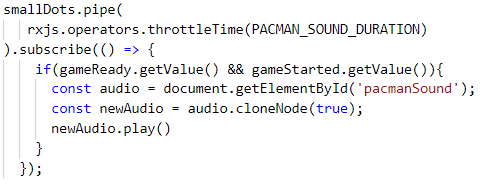 smallDots.pipe(
    rxjs.operators.throttleTime(PACMAN_SOUND_DURATION)
).subscribe(() => {
    if(gameReady.getValue() && gameStarted.getValue()){
      const audio = document.getElementById('pacmanSound');
      const newAudio = audio.cloneNode(true);
      newAudio.play()
    }
  });